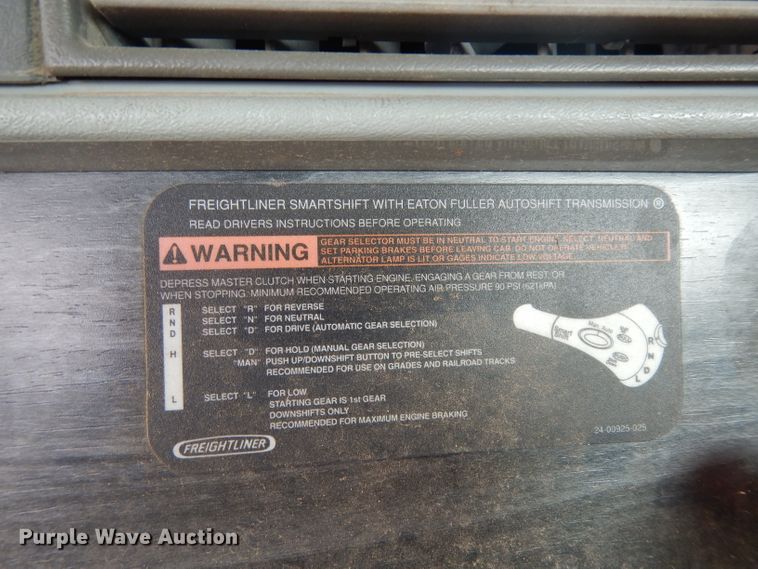 FREIGHTLINER SMARTSHIFT WITH EATON FULLER AUTOSHIFT TRANSMISSION ®
READ DRIVERS INSTRUCTIONS BEFORE OPERATING
WARNING
GEAR SELECTOR MUST BE IN NEUTRAL TO START ENGINE. SELECT NEUTRAL AND
SET PARKING BRAKES BEFORE LEAVING CAB. DO NOT OPERATE VEHICLE IF
ALTERNATOR LAMP IS LIT OR GAGES INDICATE LOW VOLTAGE.
DEPRESS MASTER CLUTCH WHEN STARTING ENGINE, ENGAGING A GEAR FROM REST, OR
WHEN STOPPING. MINIMUM RECOMMENDED OPERATING AIR PRESSURE 90 PSI (621kPA)
R
N
D
H
L
SELECT "R" FOR REVERSE
SELECT "N" FOR NEUTRAL
SELECT "D" FOR DRIVE (AUTOMATIC GEAR SELECTION)
SELECT "D" FOR HOLD (MANUAL GEAR SELECTION)
"MAN" PUSH UP/DOWNSHIFT BUTTON TO PRE-SELECT SHIFTS
RECOMMENDED FOR USE ON GRADES AND RAILROAD TRACKS
SELECT "L" FOR LOW
STARTING GEAR IS 1st GEAR
DOWNSHIFTS ONLY
RECOMMENDED FOR MAXIMUM ENGINE BRAKING
Smart
Shift
Man. Auto
R
N
D
L
FREIGHTLINER
24-00925-025
Purple Wave Auction